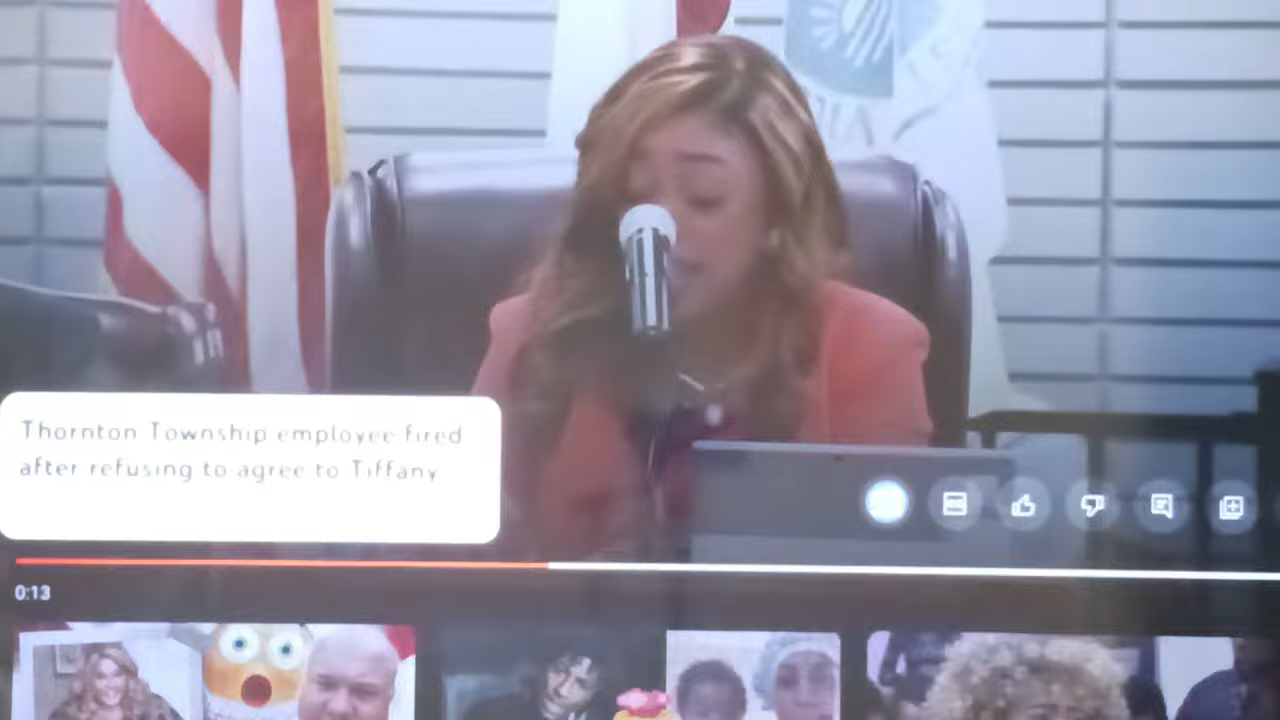 Thornton Township employee fired
after refusing to agree to Tiffany
0:13